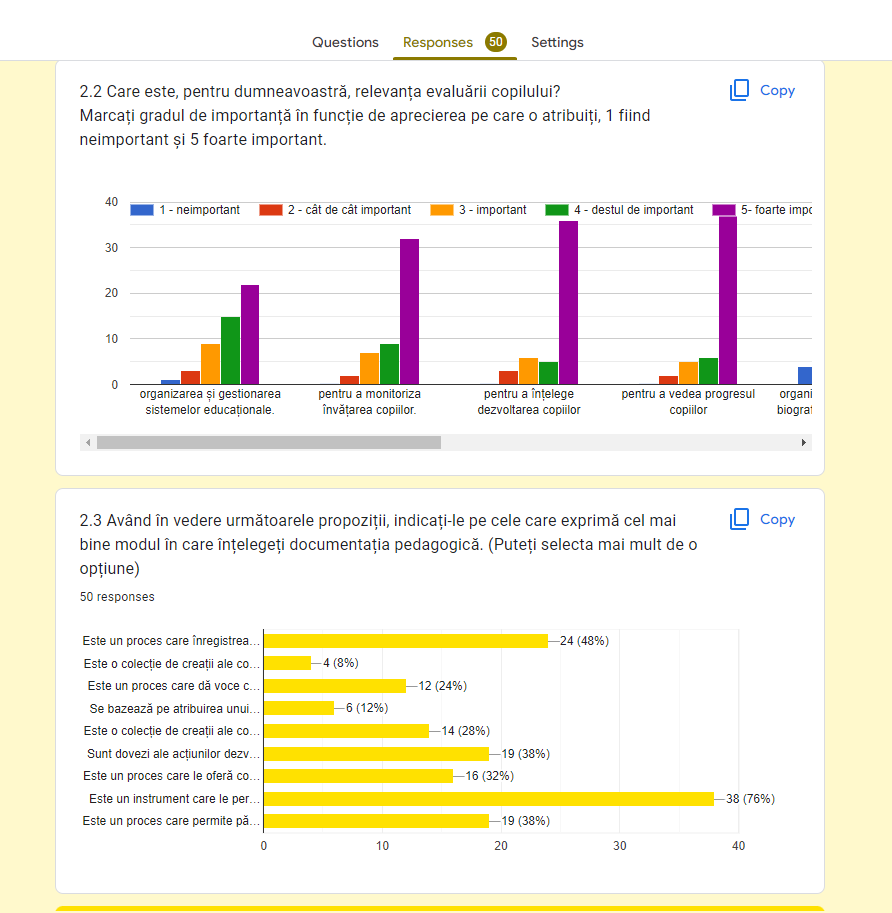 Questions Responses 50 Settings
2.2 Care este, pentru dumneavoastră, relevanța evaluării copilului?
Copy
Marcați gradul de importanță în funcție de aprecierea pe care o atribuiți, 1 fiind
neimportant și 5 foarte important.
40
1 - neimportant 2 - cât de cât important 3 - important 4 - destul de important 5- foarte impo
30
20
10
0
organizarea și gestionarea
sistemelor educaționale.
pentru a monitoriza
învățarea copiilor.
pentru a înțelege
dezvoltarea copiilor
pentru a vedea progresul
copiilor
organi
biograf
2.3 Având în vedere următoarele propoziții, indicați-le pe cele care exprimă cel mai
Copy
bine modul în care înțelegeți documentația pedagogică. (Puteți selecta mai mult de o
opțiune)
50 responses
Este un proces care înregistrea... 24 (48%)
Este o colecție de creații ale co... 4 (8%)
Este un proces care dă voce c... 12 (24%)
Se bazează pe atribuirea unui... 6 (12%)
Este o colecție de creații ale co... 14 (28%)
Sunt dovezi ale acțiunilor dezv... 19 (38%)
Este un proces care le oferă co... 16 (32%)
Este un instrument care le per... 38 (76%)
Este un proces care permite pă... 19 (38%)
0 10 20 30 40